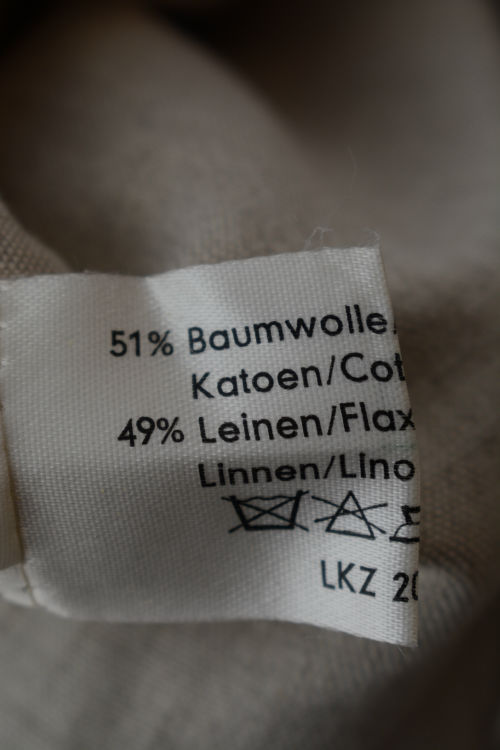 51% Baumwolle/
Katoen/Cot
49% Leinen/Flax
Linnen/Lino
LKZ 20